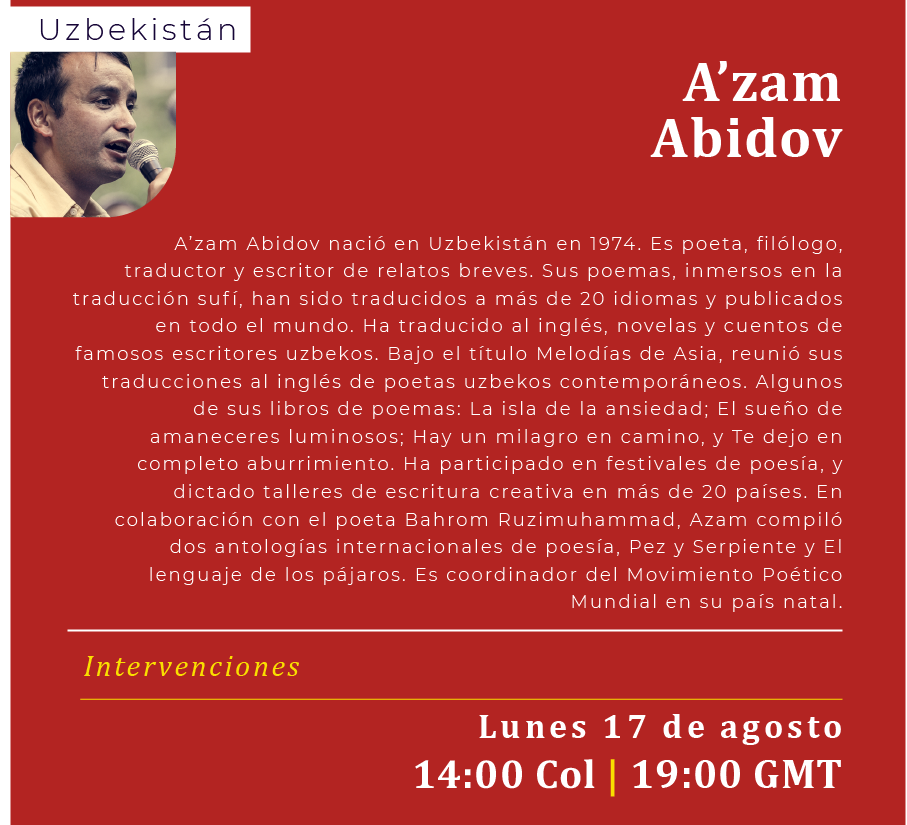 Uzbekistán
A’zam
Abidov
A’zam Abidov nació en Uzbekistán en 1974. Es poeta, filólogo,
traductor y escritor de relatos breves. Sus poemas, inmersos en la
traducción sufí, han sido traducidos a más de 20 idiomas y publicados
en todo el mundo. Ha traducido al inglés, novelas y cuentos de
famosos escritores uzbekos. Bajo el título Melodías de Asia, reunió sus
traducciones al inglés de poetas uzbekos contemporáneos. Algunos
de sus libros de poemas: La isla de la ansiedad; El sueño de
amaneceres luminosos; Hay un milagro en camino, y Te dejo en
completo aburrimiento. Ha participado en festivales de poesía, y
dictado talleres de escritura creativa en más de 20 países. En
colaboración con el poeta Bahrom Ruzimuhammad, Azam compiló
dos antologías internacionales de poesía, Pez y Serpiente y El
lenguaje de los pájaros. Es coordinador del Movimiento Poético
Mundial en su país natal.
Intervenciones
Lunes 17 de agosto
14:00 Col | 19:00 GMT